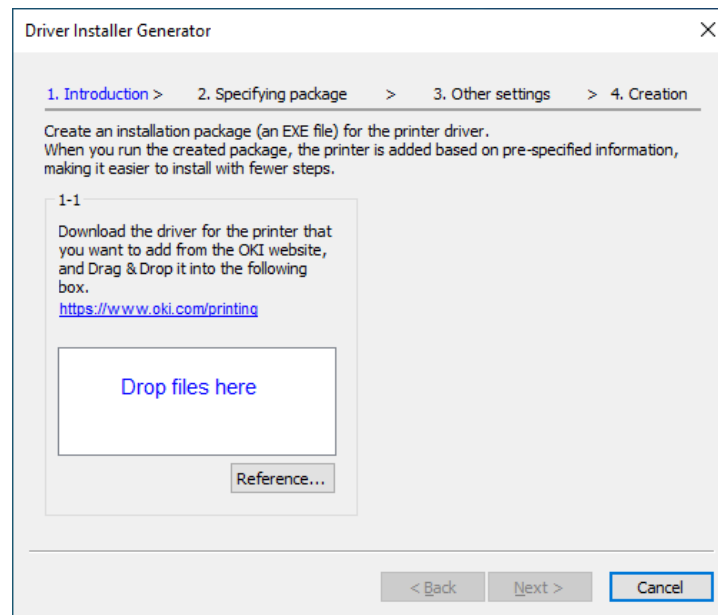 Driver Installer Generator
1. Introduction > 2. Specifying package > 3. Other settings > 4. Creation
Create an installation package (an EXE file) for the printer driver.
When you run the created package, the printer is added based on pre-specified information,
making it easier to install with fewer steps.
1-1
Download the driver for the printer that
you want to add from the OKI website,
and Drag & Drop it into the following
box.
https://www.oki.com/printing
Drop files here
Reference...
< Back Next > Cancel